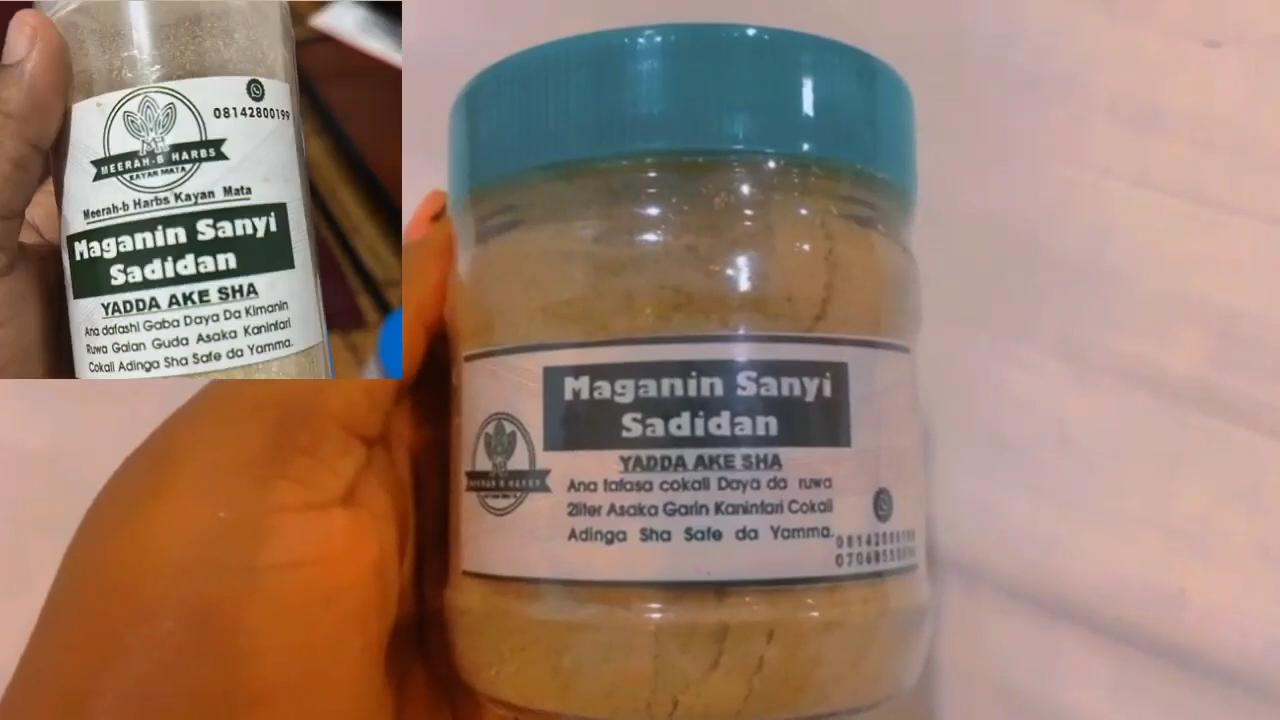 08142800199
MEERAH-B HARBS
KAYAN MATA
Meerah-b Harbs Kayan Mata
Maganin Sanyi
Sadidan
YADDA AKE SHA
Ana dafashi Gaba Daya Da Kimanin
Ruwa Galan Guda Asaka Kaninfari
Cokali Adinga Sha Safe da Yamma.
Maganin Sanyi
Sadidan
YADDA AKE SHA
Ana tafasa cokali Daya da ruwa
2liter Asaka Garin Kaninfari Cokali
Adinga Sha Safe da Yamma.